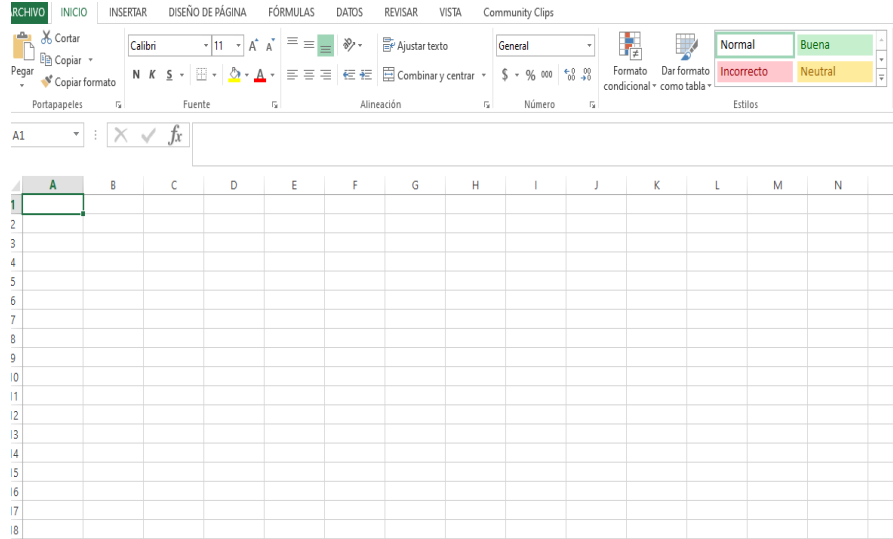 ARCHIVO INICIO INSERTAR DISEÑO DE PÁGINA FÓRMULAS DATOS REVISAR VISTA Community Clips
Pegar
Cortar
Copiar
Copiar formato
Portapapeles
Calibri 11 A A
N K S A
Fuente
Ajustar texto
Combinar y centrar
Alineación
General
$ % 000
Número
Formato condicional
Dar formato como tabla
Normal Buena
Incorrecto Neutral
Estilos
A1 fx
A B C D E F G H I J K L M N
1
2
3
4
5
6
7
8
9
10
11
12
13
14
15
16
17
18